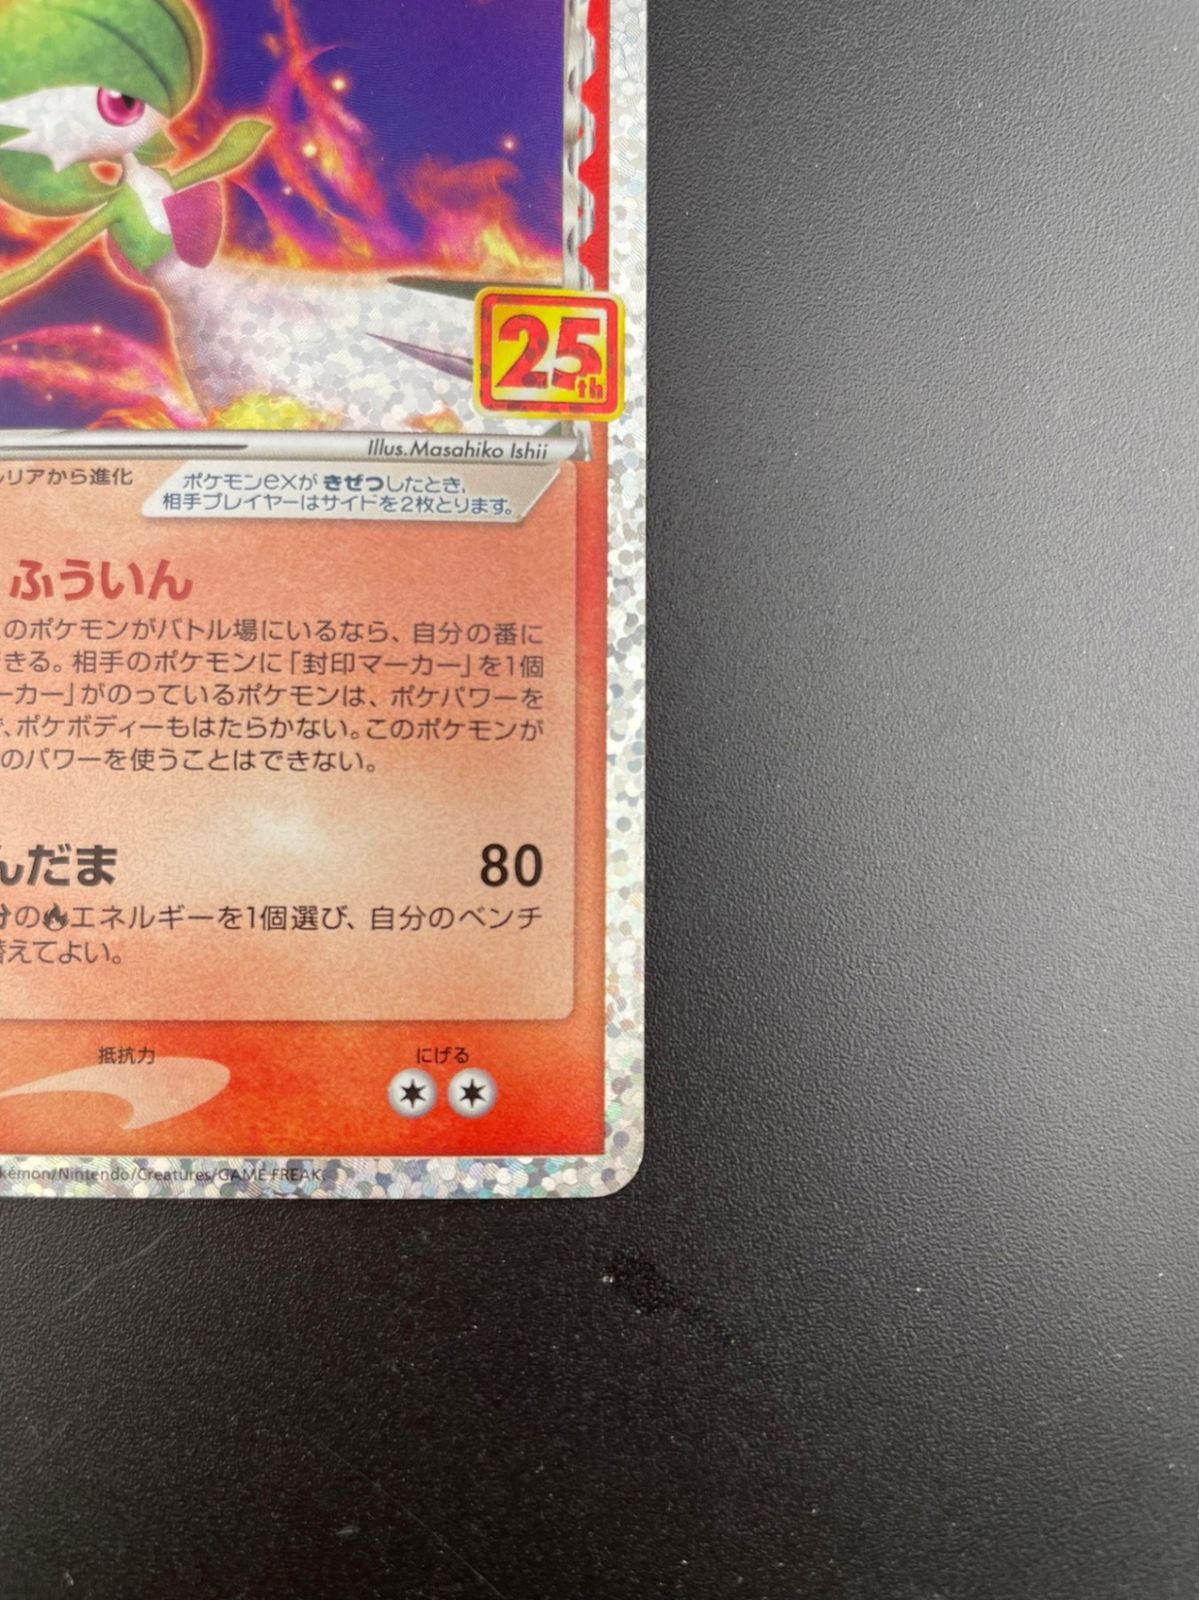 25th
Illus.Masahiko Ishii
リアから進化
ポケモンexが きぜつしたとき、
相手プレイヤーはサイドを2枚とります。
ふういん
のポケモンがバトル場にいるなら、自分の番に
きる。相手のポケモンに「封印マーカー」を1個
ーカー」がのっているポケモンは、ポケパワーを
、ポケボディーもはたらかない。このポケモンが
のパワーを使うことはできない。
んだま 80
分の エネルギーを1個選び、自分のベンチ
替えてよい。
抵抗力 にげる
kémon/Nintendo/Creatures/GAME FREAK.